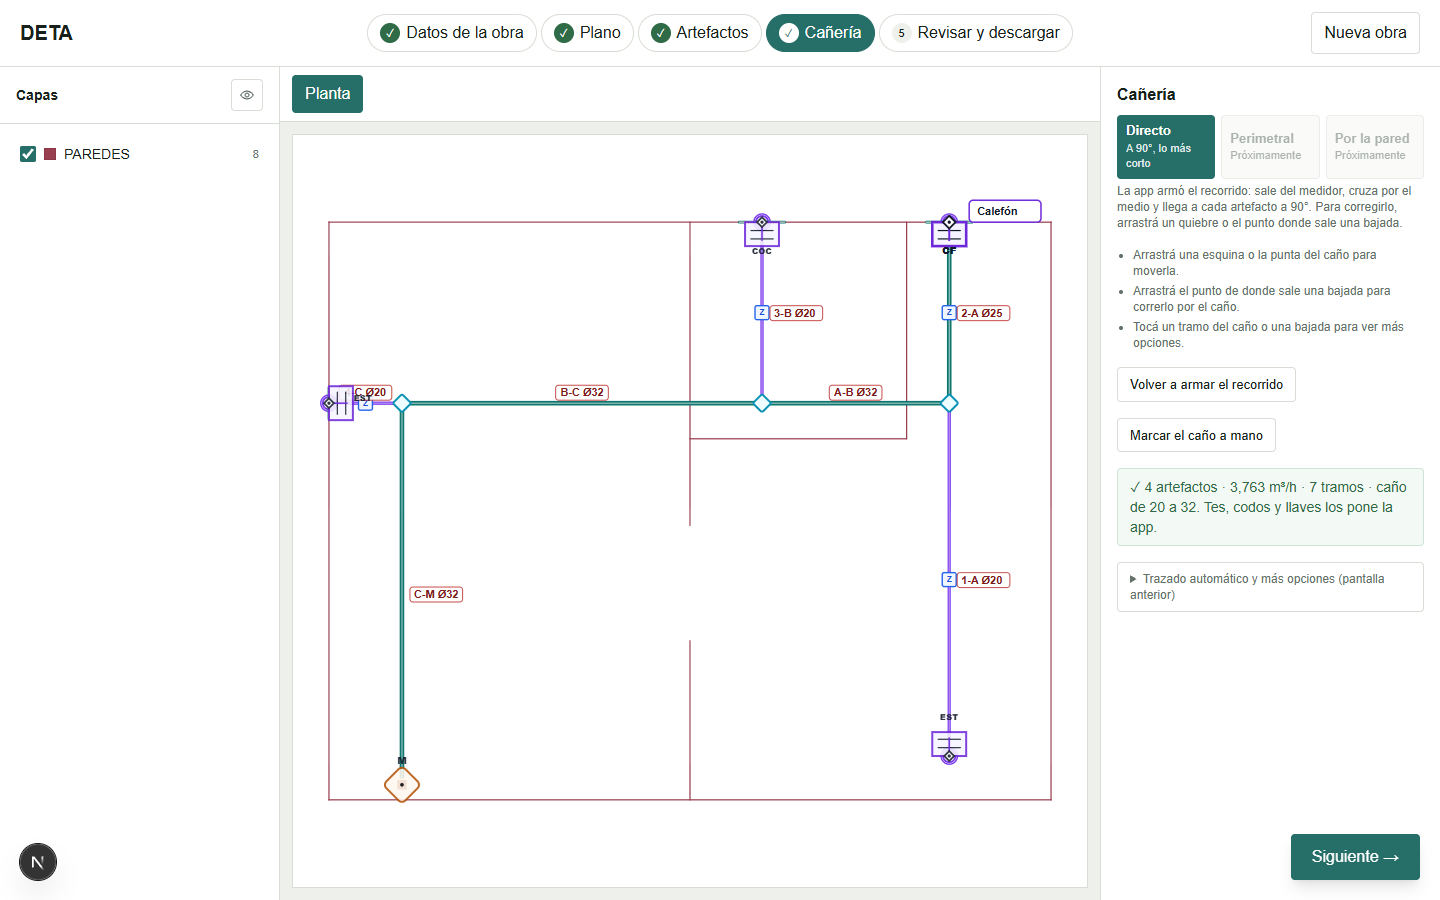 DETA
Datos de la obra
Plano
Artefactos
Cañería
5 Revisar y descargar
Nueva obra
Capas
PAREDES 8
Planta
Calefón
COC
CF
Z 3-B Ø20
Z 2-A Ø25
C Ø20
EST
Z
B-C Ø32
A-B Ø32
C-M Ø32
Z 1-A Ø20
EST
M
Cañería
Directo
A 90°, lo más
corto
Perimetral
Próximamente
Por la pared
Próximamente
La app armó el recorrido: sale del medidor, cruza por el
medio y llega a cada artefacto a 90°. Para corregirlo,
arrastrá un quiebre o el punto donde sale una bajada.
• Arrastrá una esquina o la punta del caño para
moverla.
• Arrastrá el punto de donde sale una bajada para
correrlo por el caño.
• Tocá un tramo del caño o una bajada para ver más
opciones.
Volver a armar el recorrido
Marcar el caño a mano
✓ 4 artefactos · 3,763 m³/h · 7 tramos · caño
de 20 a 32. Tes, codos y llaves los pone la
app.
▶ Trazado automático y más opciones (pantalla
anterior)
N
Siguiente →